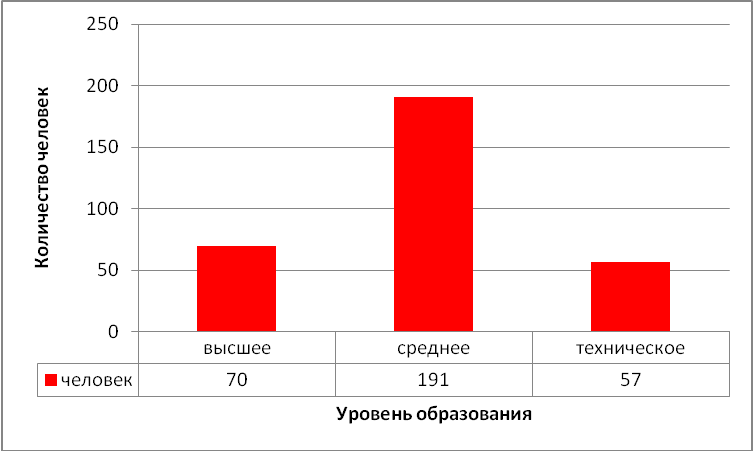 Количество человек
250
200
150
100
50
0
высшее среднее техническое
человек 70 191 57
Уровень образования